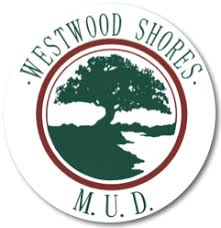 · WESTWOOD SHORES ·
M. U. D.